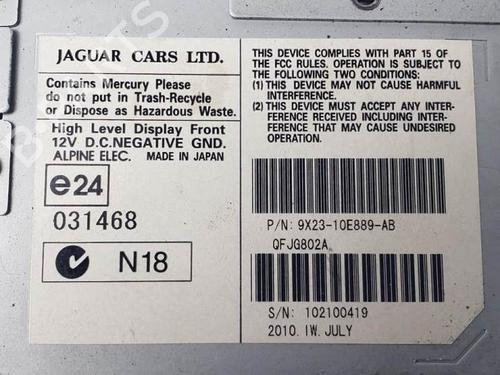 JAGUAR CARS LTD.
Contains Mercury Please
do not put in Trash-Recycle
or Dispose as Hazardous Waste.
High Level Display Front
12V D.C.NEGATIVE GND.
ALPINE ELEC. MADE IN JAPAN
e24
031468
N18
THIS DEVICE COMPLIES WITH PART 15 OF
THE FCC RULES. OPERATION IS SUBJECT TO
THE FOLLOWING TWO CONDITIONS:
(1) THIS DEVICE MAY NOT CAUSE HARMFUL
INTERFERENCE.
(2) THIS DEVICE MUST ACCEPT ANY INTER-
FERENCE RECEIVED INCLUDING INTER-
FERENCE THAT MAY CAUSE UNDESIRED
OPERATION.
P/N: 9X23-10E889-AB
QFJG802A
S/N: 102100419
2010.IW.JULY